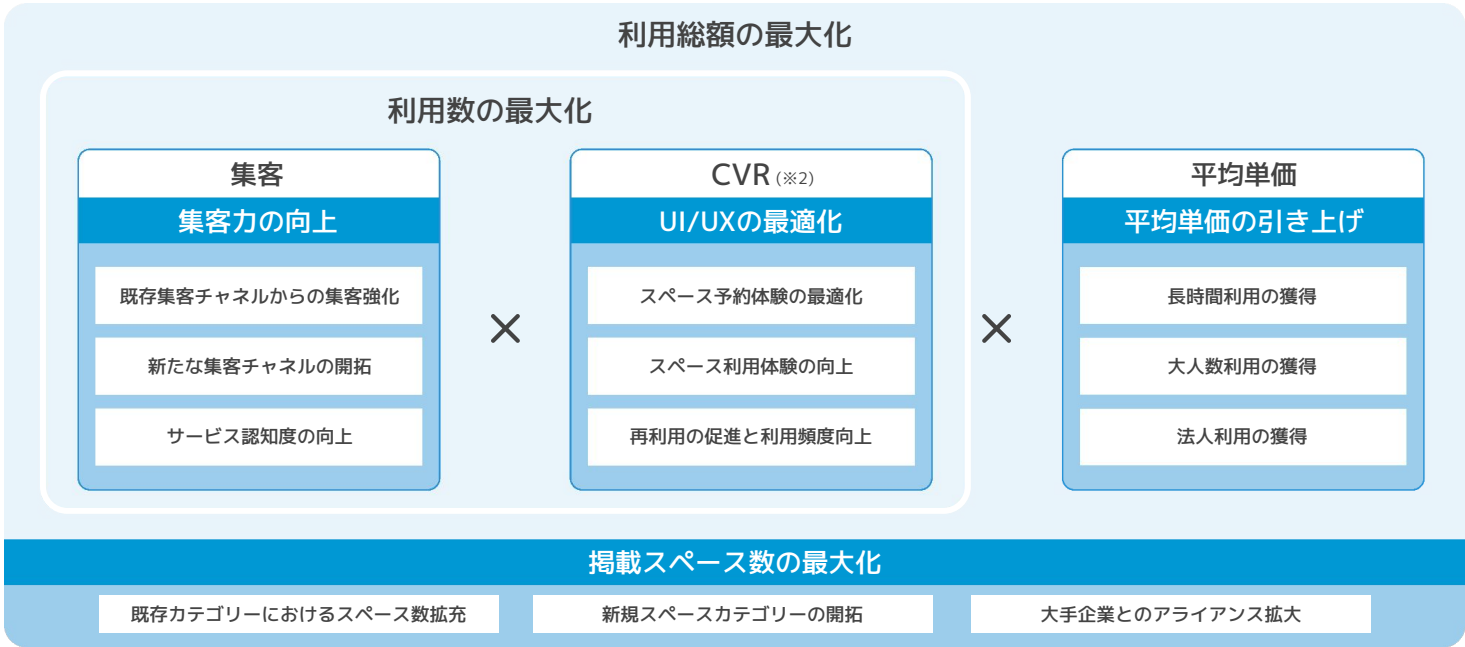 利用総額の最大化
利用数の最大化
集客
集客力の向上
既存集客チャネルからの集客強化
新たな集客チャネルの開拓
サービス認知度の向上
×
CVR (※2)
UI/UXの最適化
スペース予約体験の最適化
スペース利用体験の向上
再利用の促進と利用頻度向上
×
平均単価
平均単価の引き上げ
長時間利用の獲得
大人数利用の獲得
法人利用の獲得
掲載スペース数の最大化
既存カテゴリーにおけるスペース数拡充
新規スペースカテゴリーの開拓
大手企業とのアライアンス拡大